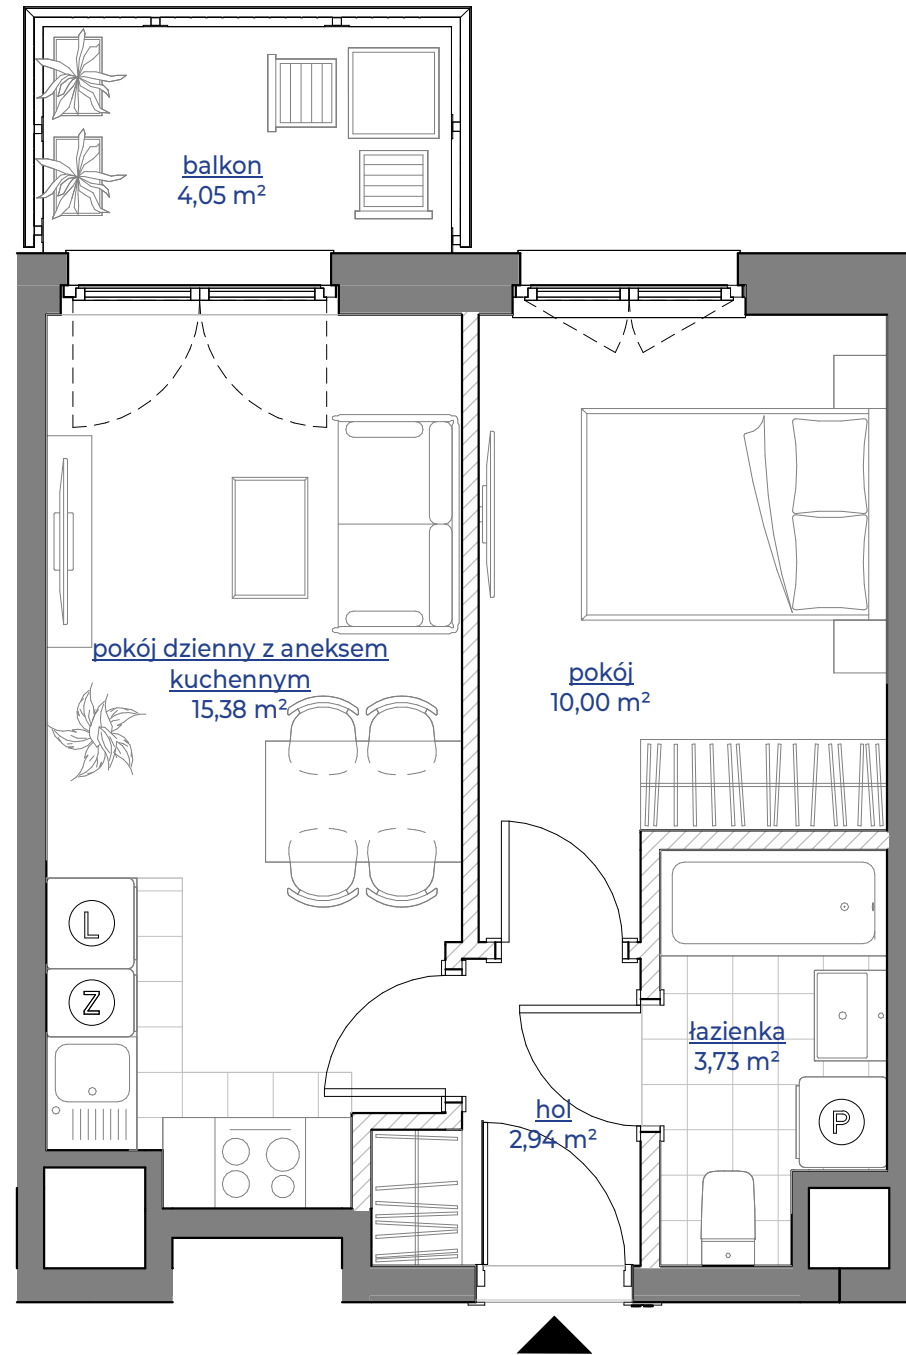 balkon
4,05 m²
pokój dzienny z aneksem
kuchennym
15,38 m²
pokój
10,00 m²
L
Z
łazienka
3,73 m²
hol
2,94 m²
P